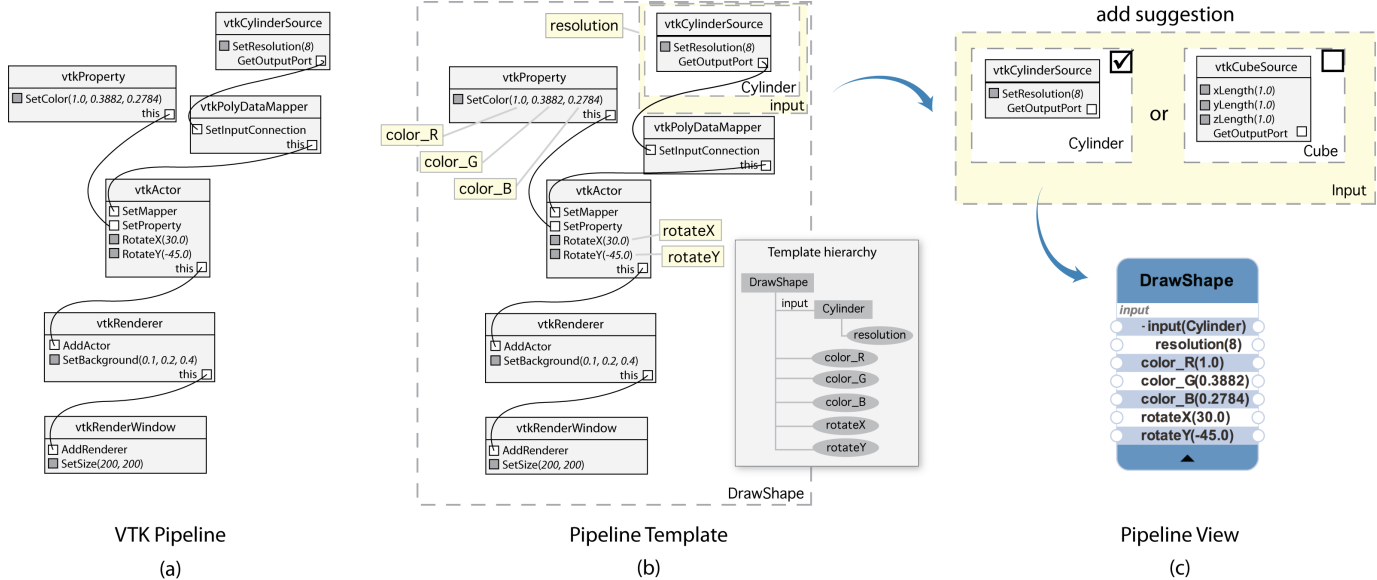 vtkCylinderSource
SetResolution(8)
GetOutputPort
vtkProperty
SetColor(1.0, 0.3882, 0.2784)
this
vtkPolyDataMapper
SetInputConnection
this
vtkActor
SetMapper
SetProperty
RotateX(30.0)
RotateY(-45.0)
this
vtkRenderer
AddActor
SetBackground(0.1, 0.2, 0.4)
this
vtkRenderWindow
AddRenderer
SetSize(200, 200)
VTK Pipeline
(a)
resolution
vtkCylinderSource
SetResolution(8)
GetOutputPort
Cylinder
input
vtkProperty
SetColor(1.0, 0.3882, 0.2784)
this
color_R
color_G
color_B
vtkPolyDataMapper
SetInputConnection
this
vtkActor
SetMapper
SetProperty
RotateX(30.0)
RotateY(-45.0)
this
rotateX
rotateY
vtkRenderer
AddActor
SetBackground(0.1, 0.2, 0.4)
this
vtkRenderWindow
AddRenderer
SetSize(200, 200)
Template hierarchy
DrawShape
input
Cylinder
resolution
color_R
color_G
color_B
rotateX
rotateY
DrawShape
Pipeline Template
(b)
add suggestion
vtkCylinderSource
SetResolution(8)
GetOutputPort
Cylinder
or
vtkCubeSource
xLength(1.0)
yLength(1.0)
zLength(1.0)
GetOutputPort
Cube
Input
DrawShape
input
- input(Cylinder)
resolution(8)
color_R(1.0)
color_G(0.3882)
color_B(0.2784)
rotateX(30.0)
rotateY(-45.0)
Pipeline View
(c)